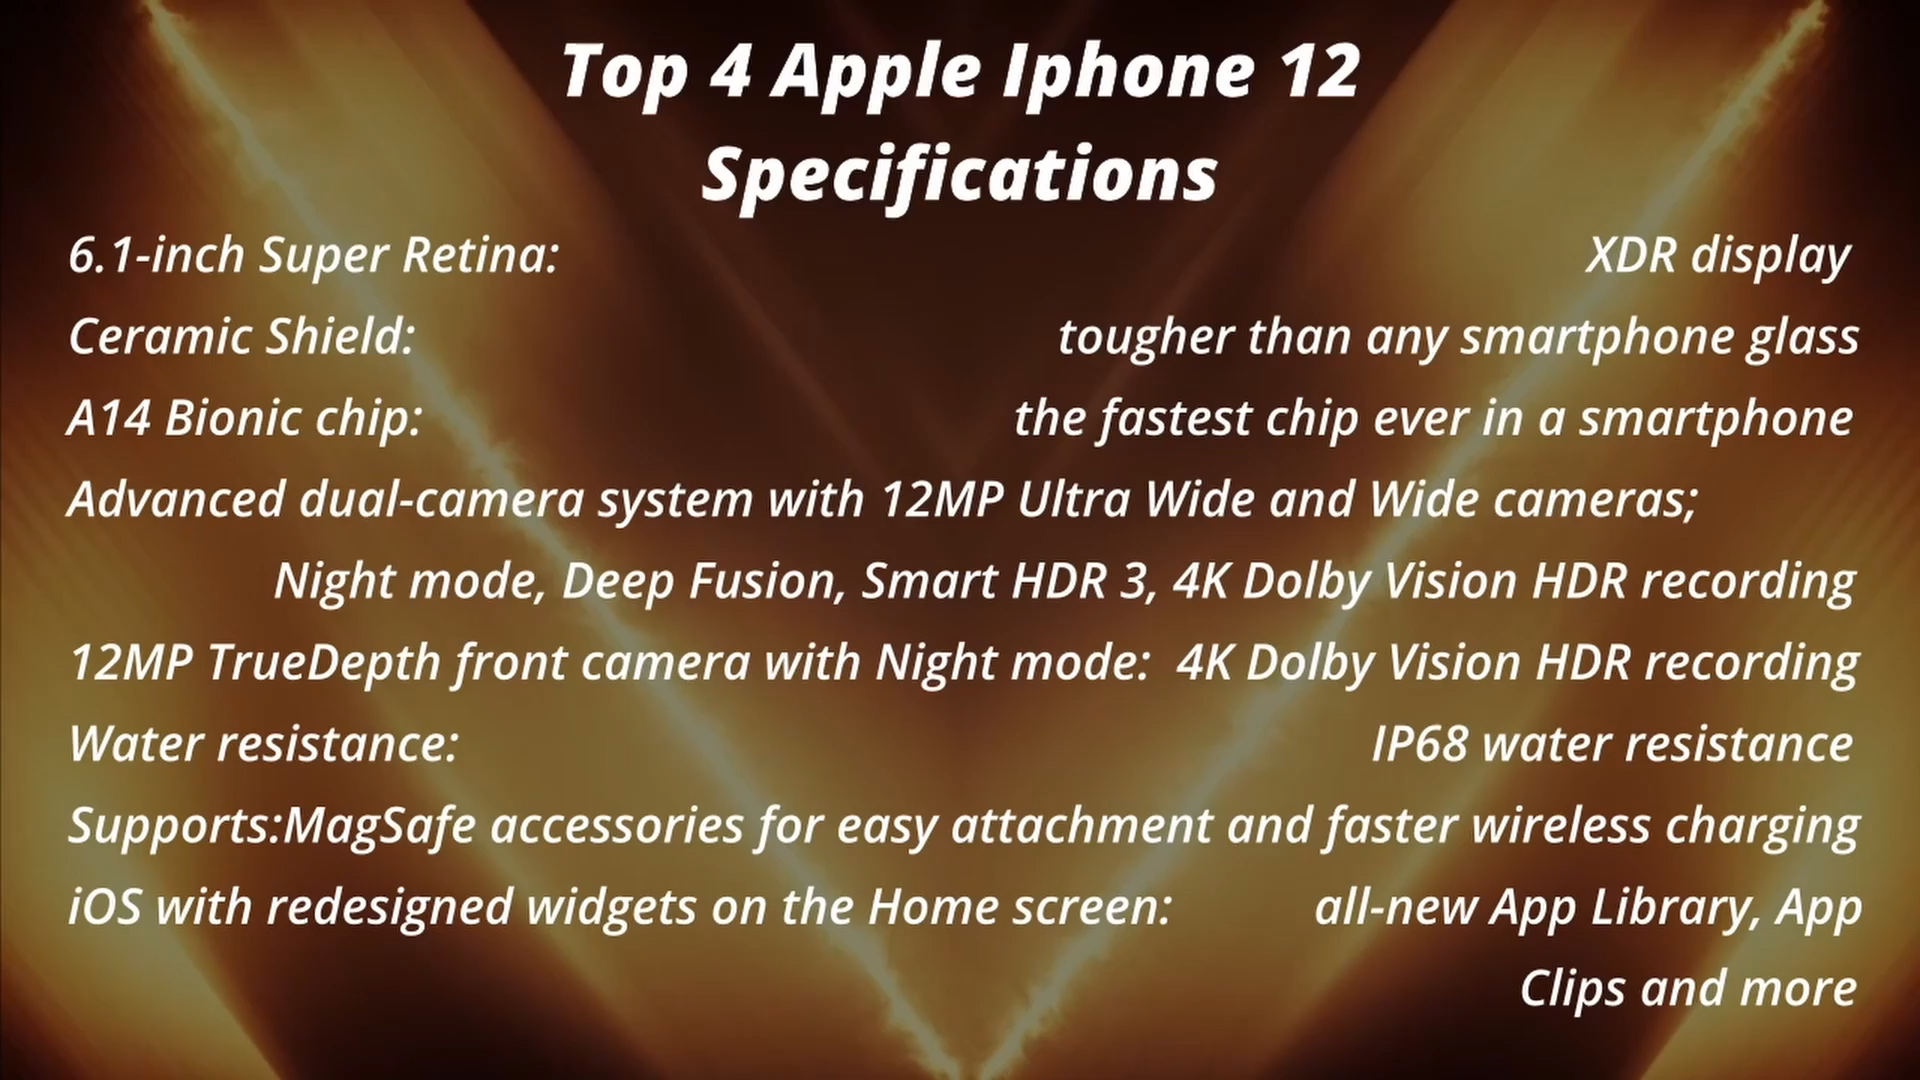 Top 4 Apple Iphone 12
Specifications
6.1-inch Super Retina: XDR display
Ceramic Shield: tougher than any smartphone glass
A14 Bionic chip: the fastest chip ever in a smartphone
Advanced dual-camera system with 12MP Ultra Wide and Wide cameras;
Night mode, Deep Fusion, Smart HDR 3, 4K Dolby Vision HDR recording
12MP TrueDepth front camera with Night mode: 4K Dolby Vision HDR recording
Water resistance: IP68 water resistance
Supports:MagSafe accessories for easy attachment and faster wireless charging
iOS with redesigned widgets on the Home screen: all-new App Library, App
Clips and more